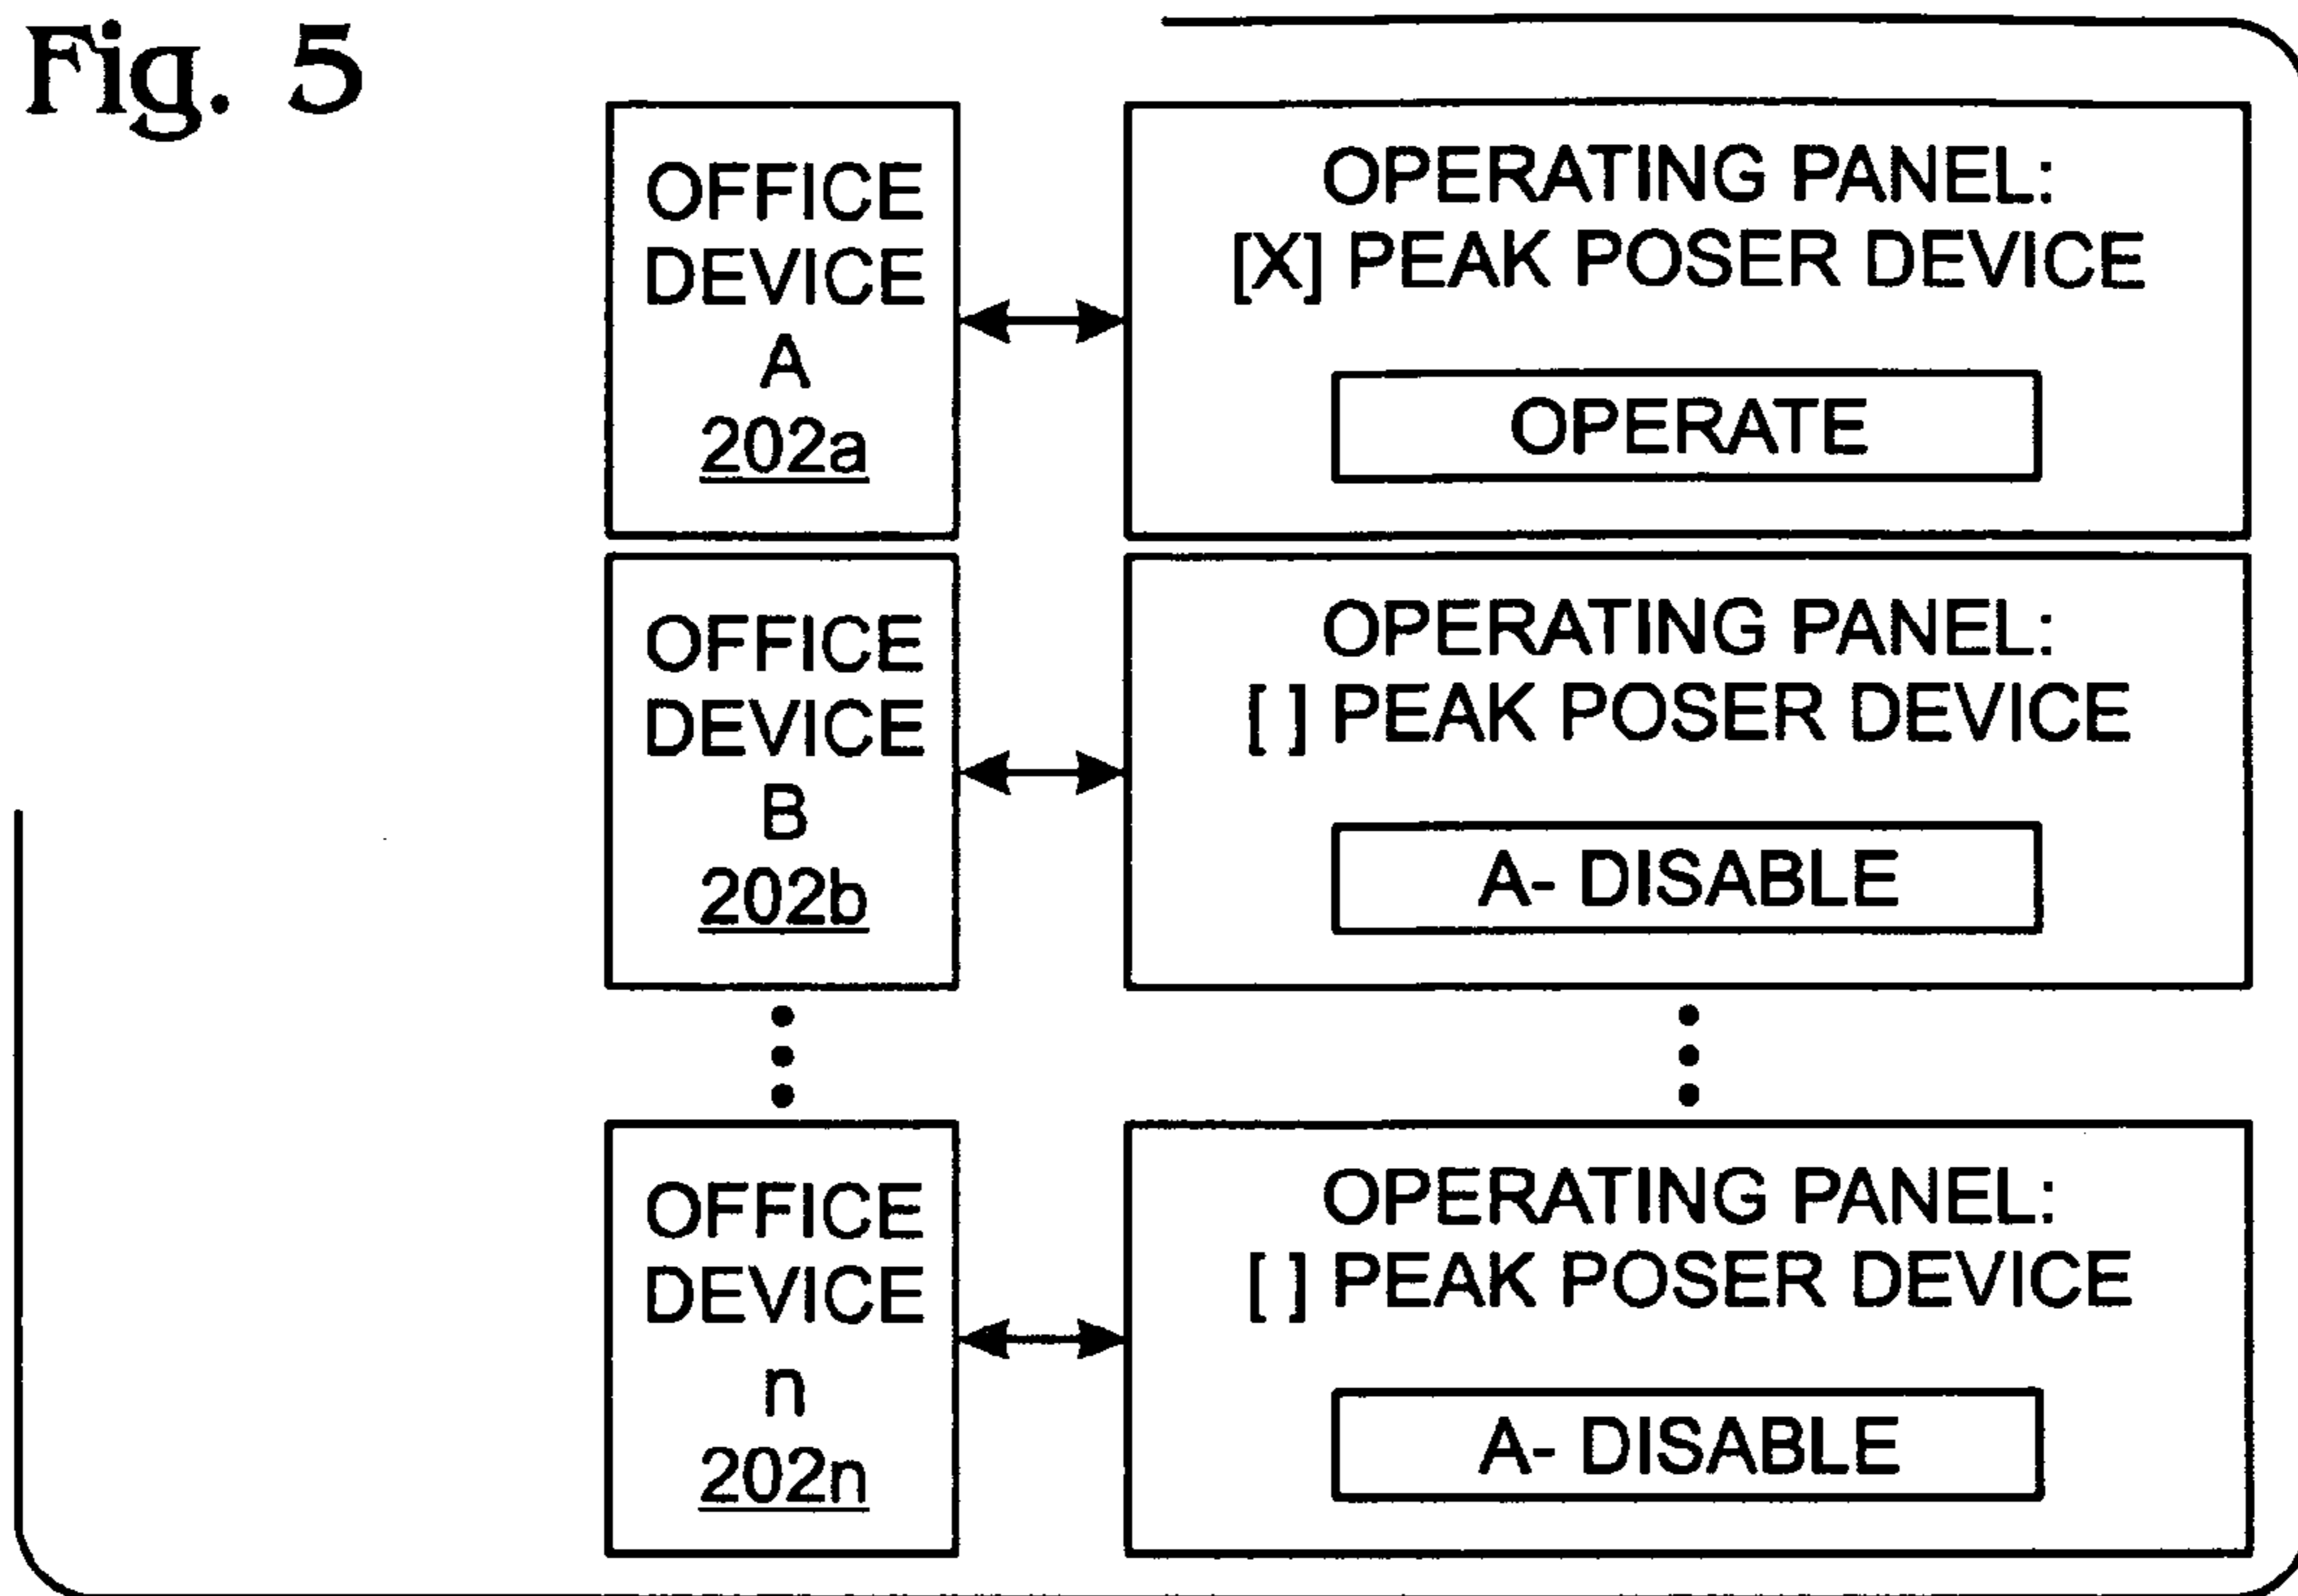 Fig. 5
OFFICE
DEVICE
A
202a
OPERATING PANEL:
[X] PEAK POSER DEVICE
OPERATE
OFFICE
DEVICE
B
202b
OPERATING PANEL:
[ ] PEAK POSER DEVICE
A- DISABLE
OFFICE
DEVICE
n
202n
OPERATING PANEL:
[ ] PEAK POSER DEVICE
A- DISABLE